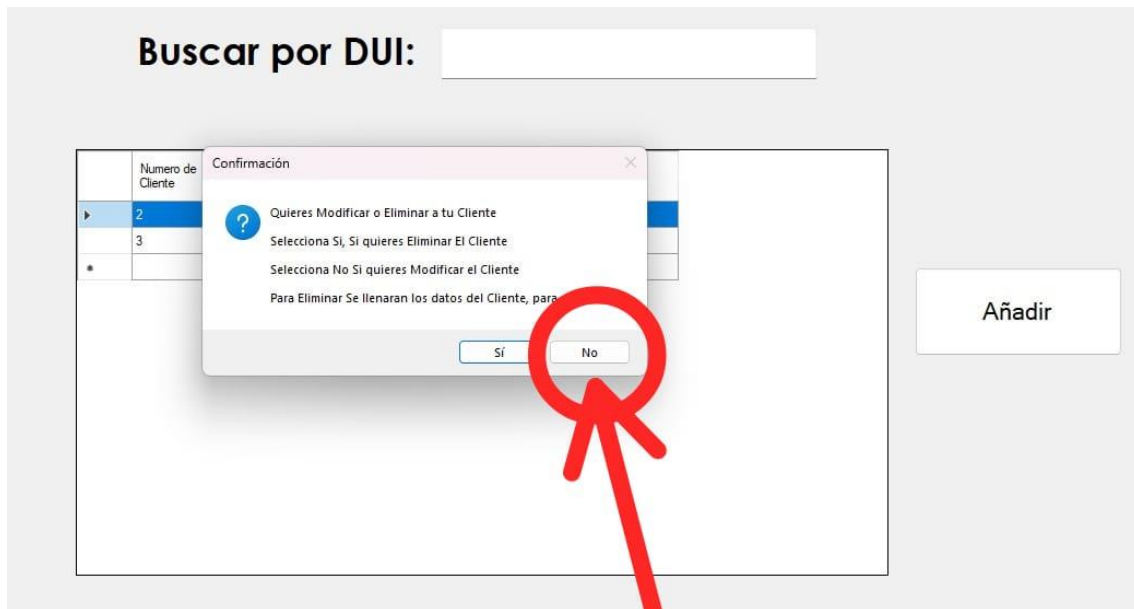 Buscar por DUI:
Numero de
Cliente
2
3
Confirmación
Quieres Modificar o Eliminar a tu Cliente
Selecciona Si, Si quieres Eliminar El Cliente
Selecciona No Si quieres Modificar el Cliente
Para Eliminar Se llenaran los datos del Cliente, para
Sí
No
Añadir